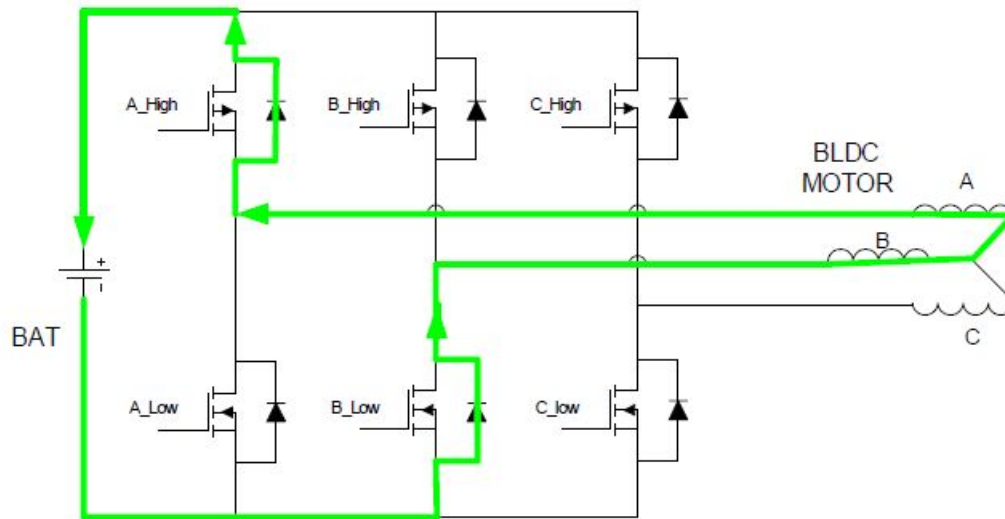 A_High
B_High
C_High
BLDC
MOTOR
A
B
+
-
BAT
C
A_Low
B_Low
C_low